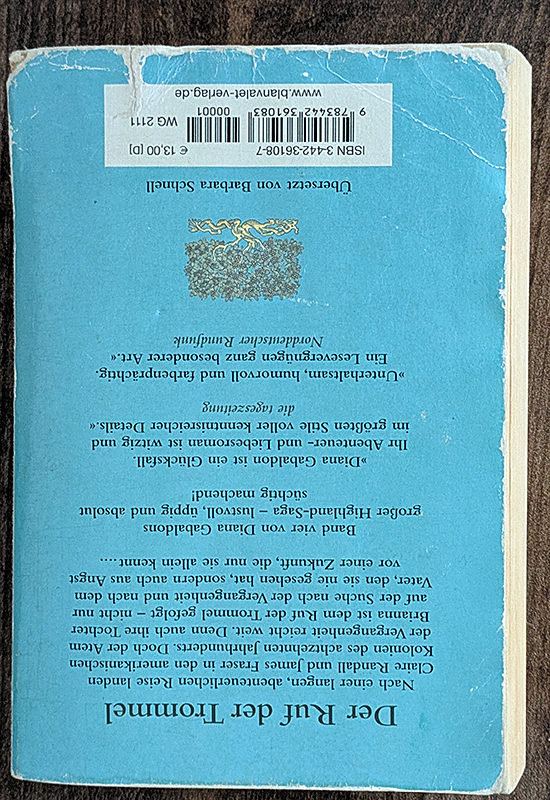 Der Ruf der Trommel
Nach einer langen, abenteuerlichen Reise landen
Claire Randall und James Fraser in den amerikanischen
Kolonien des achtzehnten Jahrhunderts. Doch der Atem
der Vergangenheit reicht weit. Denn auch ihre Tochter
Brianna ist dem Ruf der Trommel gefolgt – nicht nur
auf der Suche nach der Vergangenheit und nach dem
Vater, den sie nie gesehen hat, sondern auch aus Angst
vor einer Zukunft, die nur sie allein kennt....
Band vier von Diana Gabaldons
großer Highland-Saga – lustvoll, üppig und absolut
süchtig machend!
»Diana Gabaldon ist ein Glücksfall.
Ihr Abenteuer- und Liebesroman ist witzig und
im größten Stile voller kenntnisreicher Details.«
die tageszeitung
»Unterhaltsam, humorvoll und farbenprächtig.
Ein Lesevergnügen ganz besonderer Art.«
Norddeutscher Rundfunk
Übersetzt von Barbara Schnell
ISBN 3-442-36108-7 € 13,00 [D]
00001 WG 2111
9 783442 361083
www.blanvalet-verlag.de